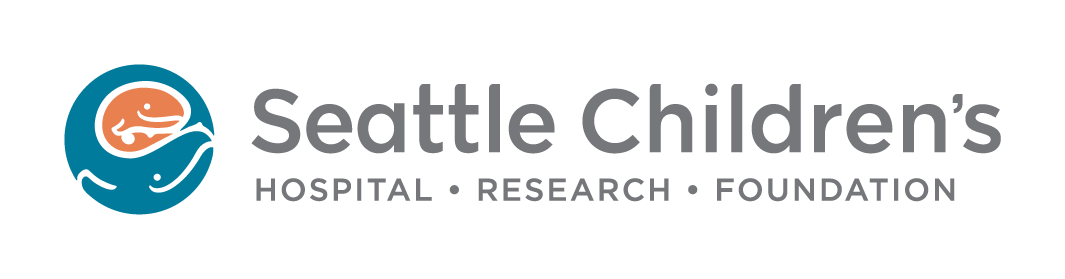 Seattle Children's
HOSPITAL • RESEARCH • FOUNDATION